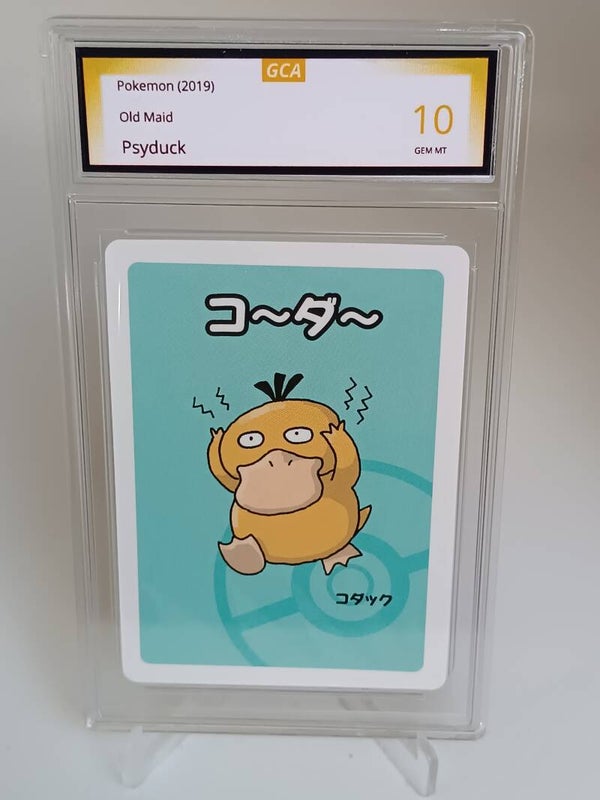 GCA
Pokemon (2019)
Old Maid
10
Psyduck
GEM MT
コ〜ダ〜
コダック